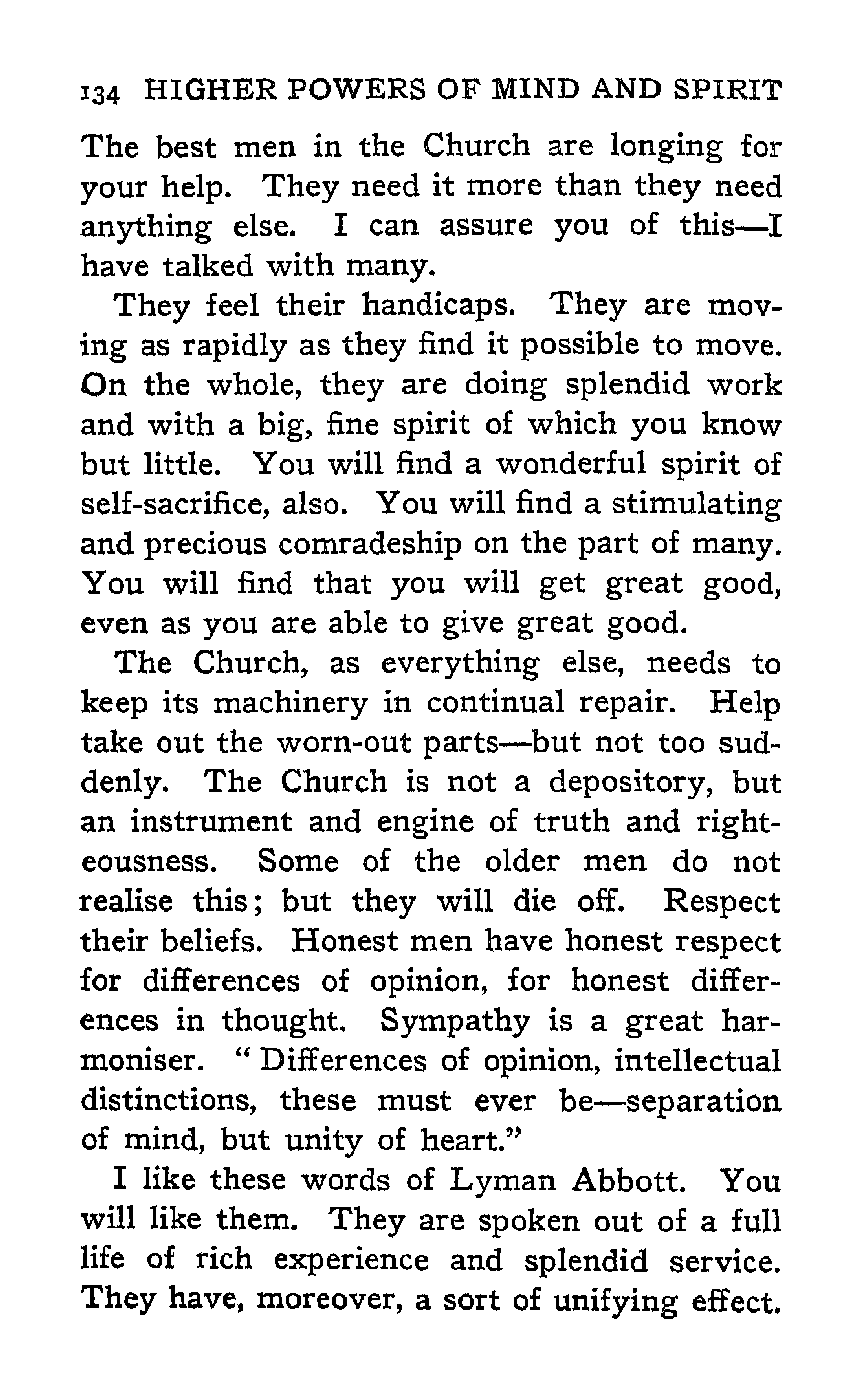 134 HIGHER POWERS OF MIND AND SPIRIT
The best men in the Church are longing for
your help. They need it more than they need
anything else. I can assure you of this—I
have talked with many.
They feel their handicaps. They are mov-
ing as rapidly as they find it possible to move.
On the whole, they are doing splendid work
and with a big, fine spirit of which you know
but little. You will find a wonderful spirit of
self-sacrifice, also. You will find a stimulating
and precious comradeship on the part of many.
You will find that you will get great good,
even as you are able to give great good.
The Church, as everything else, needs to
keep its machinery in continual repair. Help
take out the worn-out parts—but not too sud-
denly. The Church is not a depository, but
an instrument and engine of truth and right-
eousness. Some of the older men do not
realise this; but they will die off. Respect
their beliefs. Honest men have honest respect
for differences of opinion, for honest differ-
ences in thought. Sympathy is a great har-
moniser. “ Differences of opinion, intellectual
distinctions, these must ever be—separation
of mind, but unity of heart.”
I like these words of Lyman Abbott. You
will like them. They are spoken out of a full
life of rich experience and splendid service.
They have, moreover, a sort of unifying effect.